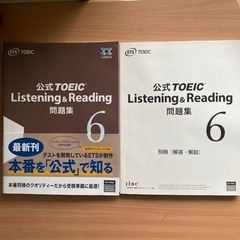 ETS TOEIC
公式 TOEIC
Listening & Reading
問題集
6
最新刊
テストを開発しているETSが制作
本番を「公式」で知る
本番同様のクオリティーだから受験準備に最適！
ETS TOEIC
公式 TOEIC
Listening & Reading
問題集
6
別冊「解答・解説」
iibc